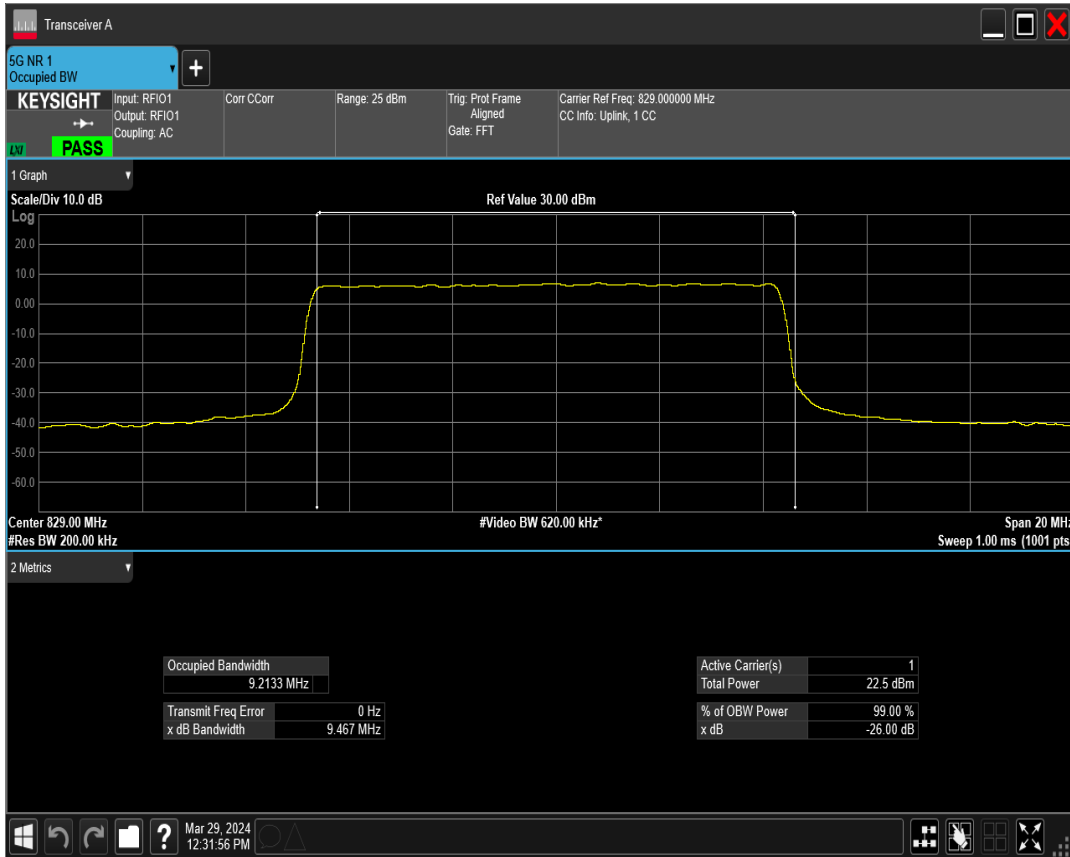 Transceiver A
5G NR 1
Occupied BW
KEYSIGHT
LXI
PASS
Input: RFIO1
Output: RFIO1
Coupling: AC
Corr CCorr
Range: 25 dBm
Trig: Prot Frame
Aligned
Gate: FFT
Carrier Ref Freq: 829.000000 MHz
CC Info: Uplink, 1 CC
1 Graph
Scale/Div 10.0 dB
Ref Value 30.00 dBm
Log
20.0
10.0
0.00
-10.0
-20.0
-30.0
-40.0
-50.0
-60.0
Center 829.00 MHz
#Video BW 620.00 kHz*
Span 20 MHz
#Res BW 200.00 kHz
Sweep 1.00 ms (1001 pts
2 Metrics
Occupied Bandwidth
9.2133 MHz
Transmit Freq Error 0 Hz
x dB Bandwidth 9.467 MHz
Active Carrier(s) 1
Total Power 22.5 dBm
% of OBW Power 99.00 %
x dB -26.00 dB
?
Mar 29, 2024
12:31:56 PM